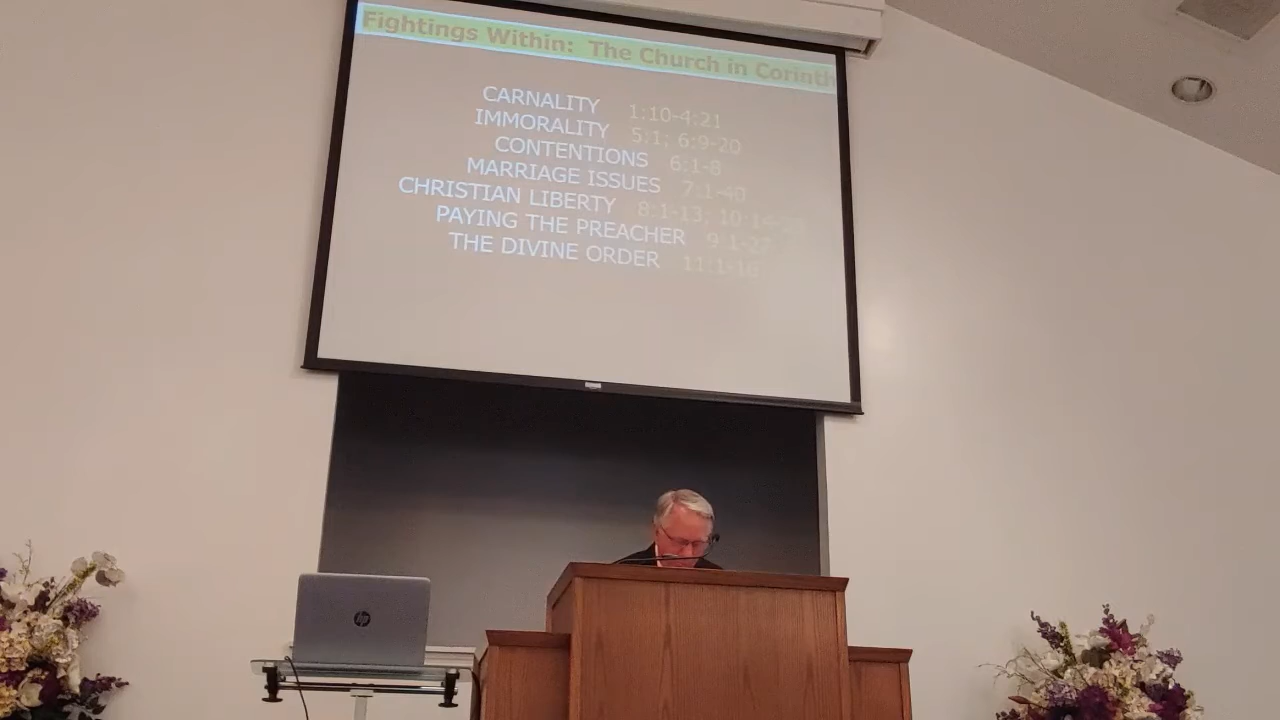 Fightings Within: The Church in Corinth
CARNALITY 1:10-4:21
IMMORALITY 5:1; 6:9-20
CONTENTIONS 6:1-8
MARRIAGE ISSUES 7:1-40
CHRISTIAN LIBERTY 8:1-13;
PAYING THE PREACHER
THE DIVINE ORDER
hp